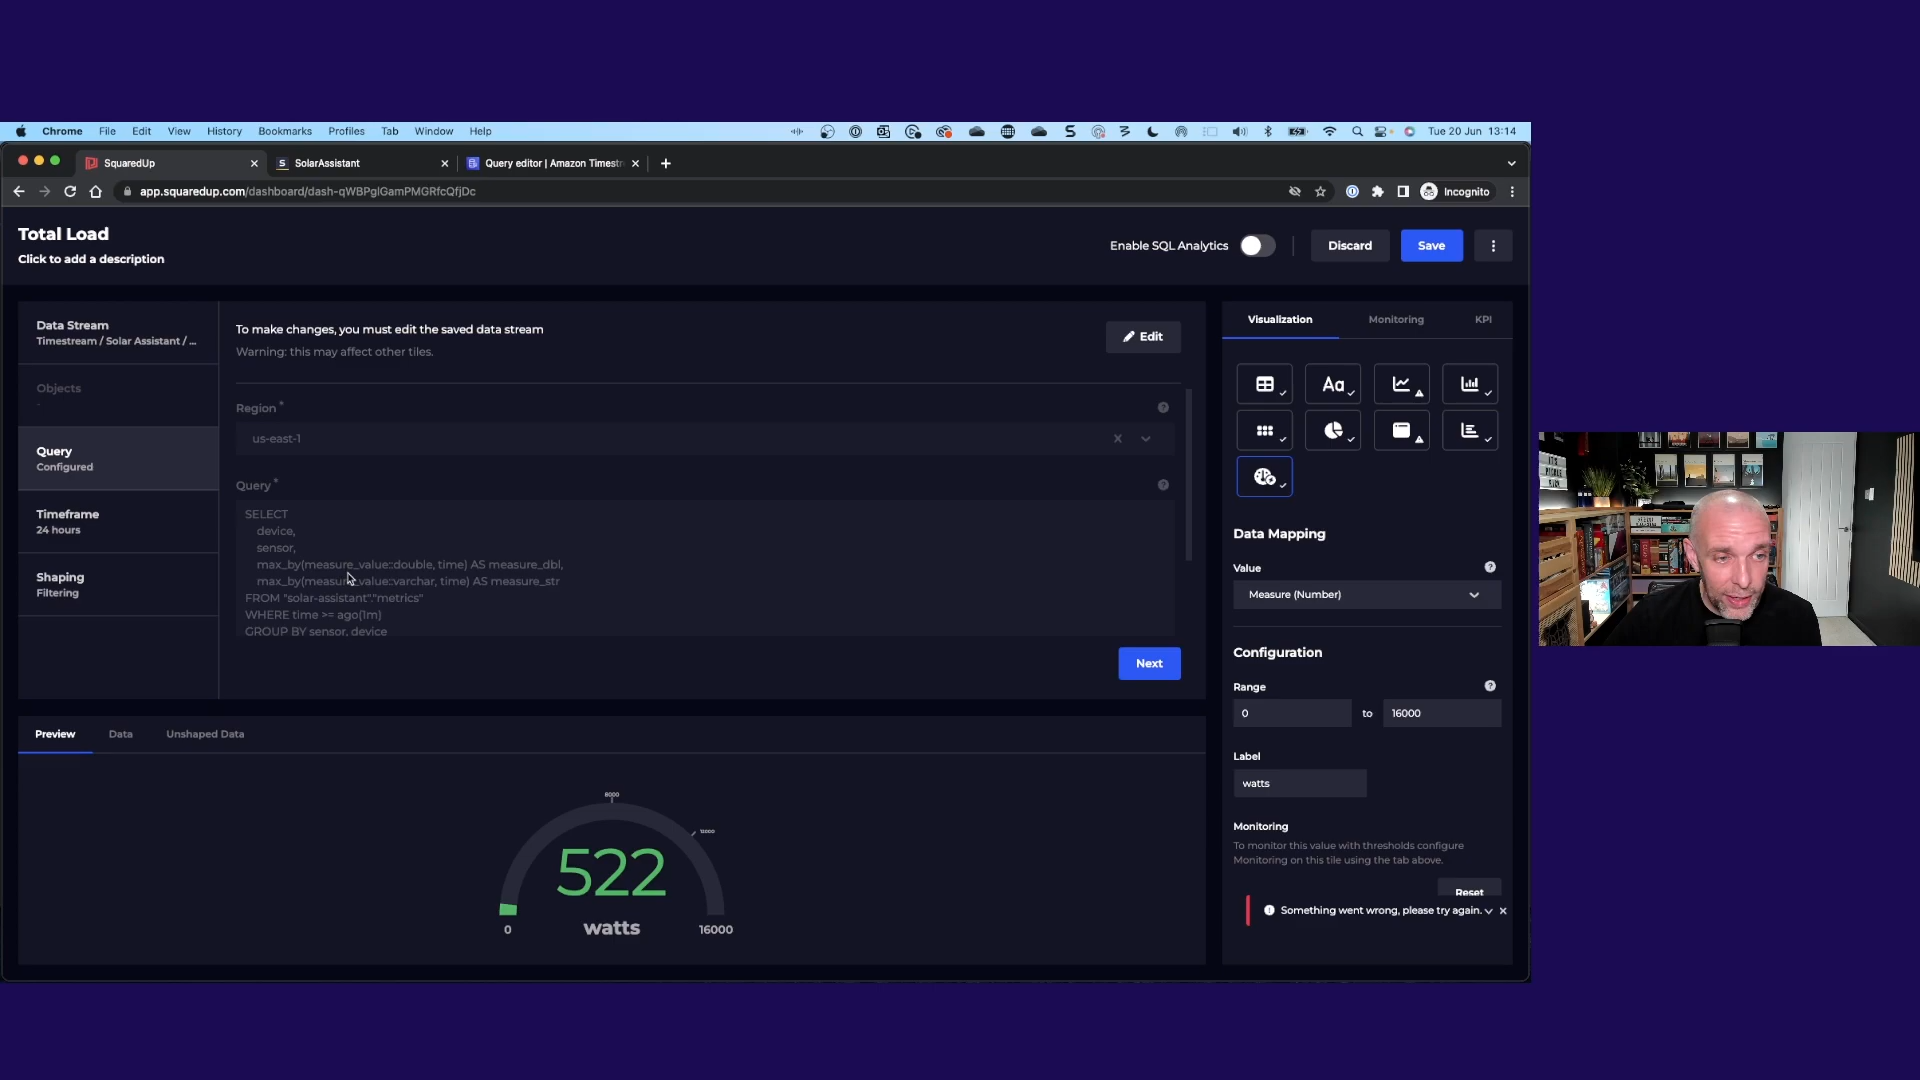 Chrome File Edit View History Bookmarks Profiles Tab Window Help
Tue 20 Jun 13:14
SquaredUp
SolarAssistant
Query editor | Amazon Timestr
app.squaredup.com/dashboard/dash-qWBPglGamPMGRfcQfjDc
Incognito
Total Load
Click to add a description
Enable SQL Analytics
Discard
Save
Data Stream
Timestream / Solar Assistant / ...
Objects
-
Query
Configured
Timeframe
24 hours
Shaping
Filtering
To make changes, you must edit the saved data stream
Warning: this may affect other tiles.
Edit
Region *
us-east-1
Query *
SELECT
device,
sensor,
max_by(measure_value::double, time) AS measure_dbl,
max_by(measure_value::varchar, time) AS measure_str
FROM "solar-assistant"."metrics"
WHERE time >= ago(1m)
GROUP BY sensor, device
Next
Preview
Data
Unshaped Data
12000
522
watts
0
16000
Visualization
Monitoring
KPI
Aa
Data Mapping
Value
Measure (Number)
Configuration
Range
0 to 16000
Label
watts
Monitoring
To monitor this value with thresholds configure
Monitoring on this tile using the tab above.
Reset
Something went wrong, please try again.